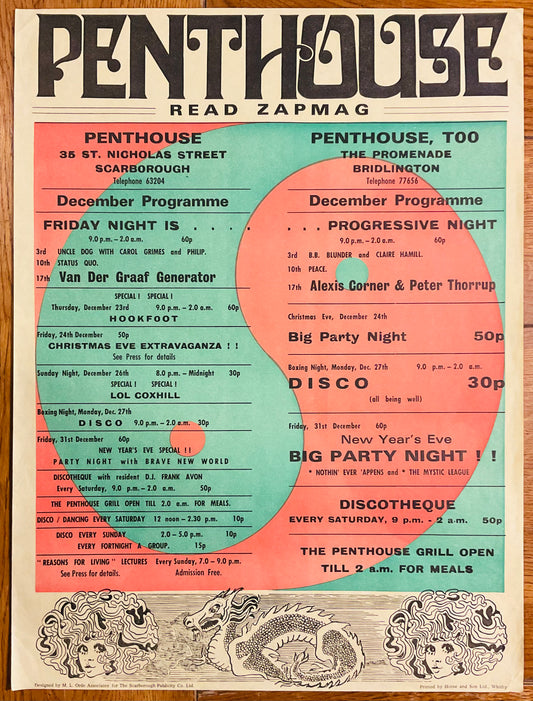 PENTHOUSE
READ ZAPMAG
PENTHOUSE
35 ST. NICHOLAS STREET
SCARBOROUGH
Telephone 63204
December Programme
FRIDAY NIGHT IS . . . .
9.0 p.m. – 2.0 a.m. 60p
3rd UNCLE DOG WITH CAROL GRIMES and PHILIP.
10th STATUS QUO.
17th Van Der Graaf Generator
SPECIAL ! SPECIAL !
Thursday, December 23rd 9.0 p.m. – 2.0 a.m. 60p
HOOKFOOT
Friday, 24th December 50p
CHRISTMAS EVE EXTRAVAGANZA ! !
See Press for details
Sunday Night, December 26th 8.0 p.m. – Midnight 30p
SPECIAL ! SPECIAL !
LOL COXHILL
Boxing Night, Monday, Dec. 27th
DISCO 9.0 p.m. – 2.0 a.m. 30p
Friday, 31st December 60p
NEW YEAR'S EVE SPECIAL ! !
PARTY NIGHT with BRAVE NEW WORLD
DISCOTHEQUE with resident D.J. FRANK AVON
Every Saturday, 9.0 p.m. – 2.0 a.m. 50p
THE PENTHOUSE GRILL OPEN TILL 2.0 a.m. FOR MEALS.
DISCO / DANCING EVERY SATURDAY 12 noon – 2.30 p.m. 10p
DISCO EVERY SUNDAY 2.0 – 5.0 p.m. 10p
EVERY FORTNIGHT A GROUP. 15p
" REASONS FOR LIVING " LECTURES Every Sunday, 7.0 – 9.0 p.m.
See Press for details. Admission Free.
PENTHOUSE, TOO
THE PROMENADE
BRIDLINGTON
Telephone 77656
December Programme
. . . PROGRESSIVE NIGHT
9.0 p.m. – 2.0 a.m. 60p
3rd B.B. BLUNDER and CLAIRE HAMILL.
10th PEACE.
17th Alexis Corner & Peter Thorrup
Christmas Eve, December 24th
Big Party Night 50p
Boxing Night, Monday, Dec. 27th 9.0 p.m. – 2.0 a.m.
DISCO 30p
(all being well)
Friday, 31st December 60p
New Year's Eve
BIG PARTY NIGHT ! !
* NOTHIN' EVER 'APPENS and * THE MYSTIC LEAGUE
DISCOTHEQUE
EVERY SATURDAY, 9 p.m. - 2 a.m. 50p
THE PENTHOUSE GRILL OPEN
TILL 2 a.m. FOR MEALS
Designed by M. L. Orde Associates for The Scarborough Publicity Co. Ltd.
Printed by Horne and Son Ltd., Whitby